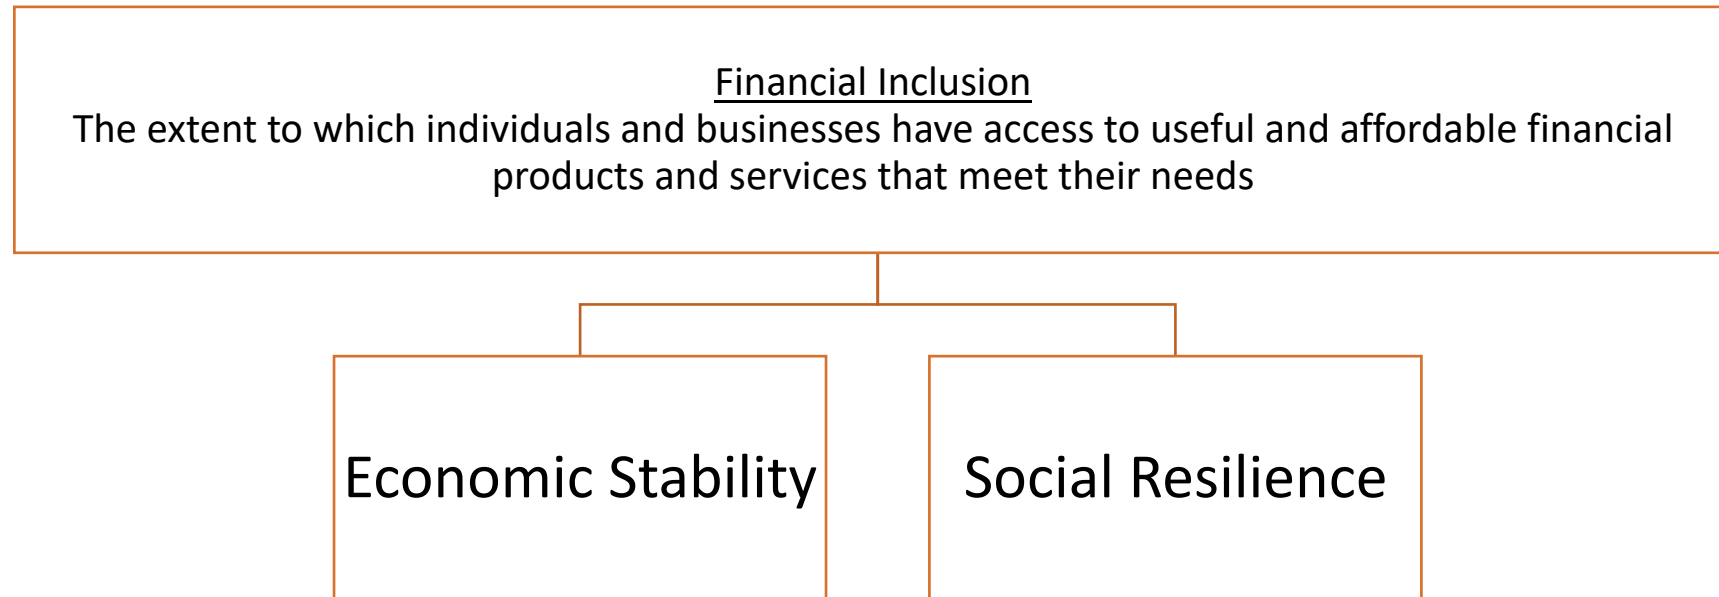 Financial Inclusion
The extent to which individuals and businesses have access to useful and affordable financial
products and services that meet their needs
Economic Stability
Social Resilience